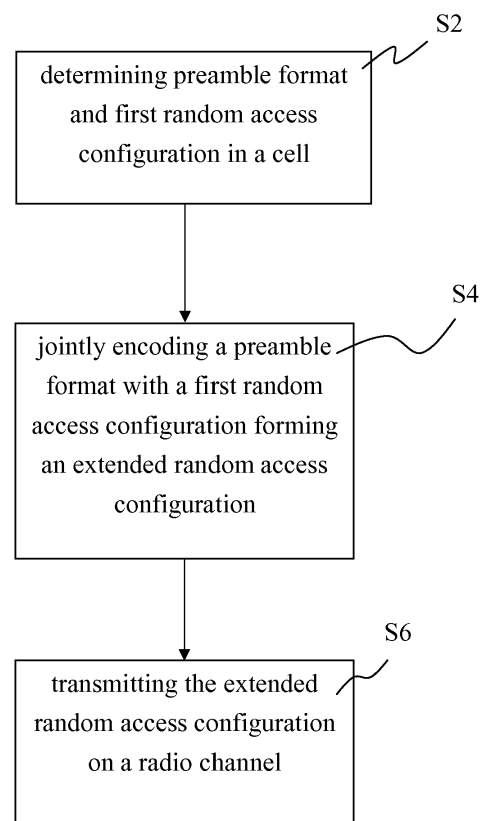 S2
determining preamble format
and first random access
configuration in a cell
S4
jointly encoding a preamble
format with a first random
access configuration forming
an extended random access
configuration
S6
transmitting the extended
random access configuration
on a radio channel